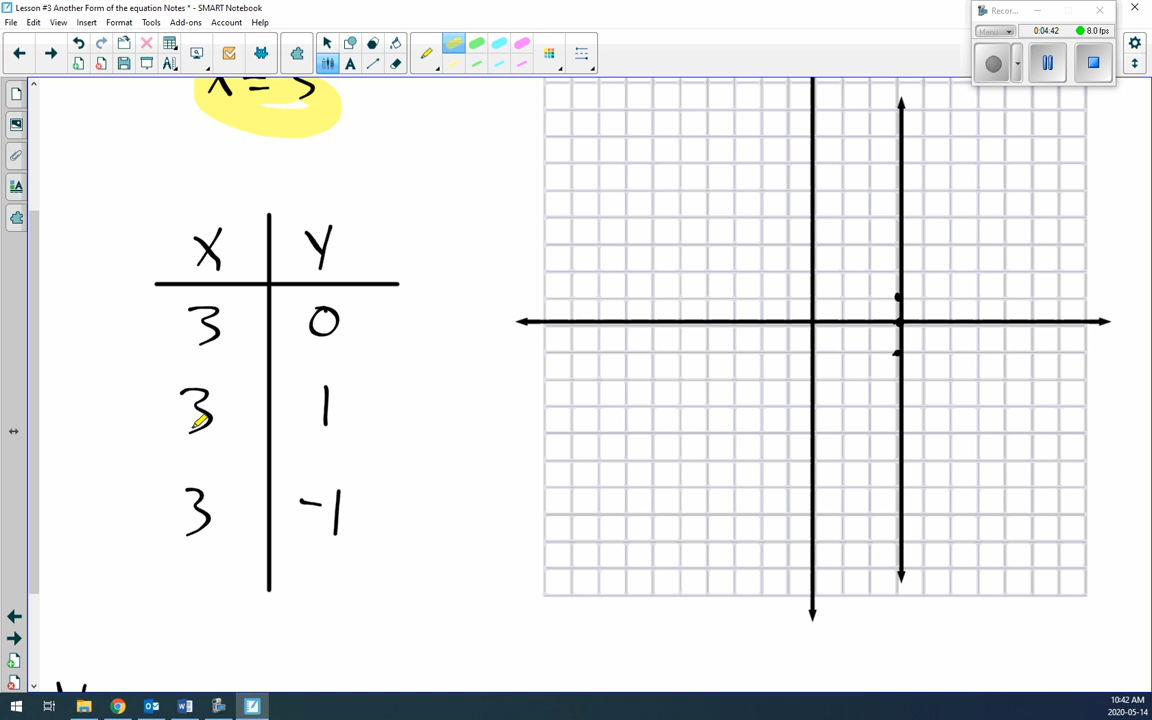 Lesson #3 Another Form of the equation Notes * - SMART Notebook
File Edit View Insert Format Tools Add-ons Account Help
Recor...
Menu
0:04:42 8.0 fps
X = 3
X Y
3 0
3 1
3 -1
10:42 AM
2020-05-14